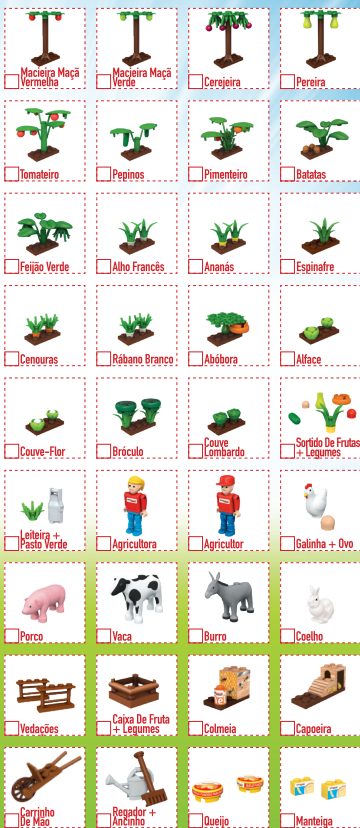 Macieira Maçã
Vermelha
Macieira Maçã
Verde
Cerejeira
Pereira
Tomateiro
Pepinos
Pimenteiro
Batatas
Feijão Verde
Alho Francês
Ananás
Espinafre
Cenouras
Rábano Branco
Abóbora
Alface
Couve-Flor
Bróculo
Couve
Lombardo
Sortido De Frutas
+ Legumes
Leiteira +
Pasto Verde
Agricultora
Agricultor
Galinha + Ovo
Porco
Vaca
Burro
Coelho
Vedações
Caixa De Fruta
+ Legumes
Colmeia
Capoeira
Carrinho
De Mão
Regador +
Ancinho
Queijo
Manteiga